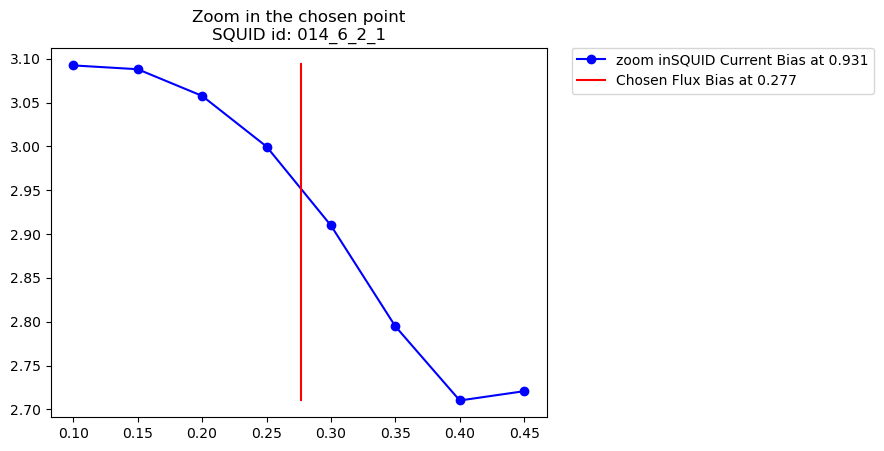 Zoom in the chosen point
SQUID id: 014_6_2_1
zoom inSQUID Current Bias at 0.931
Chosen Flux Bias at 0.277
3.10
3.05
3.00
2.95
2.90
2.85
2.80
2.75
2.70
0.10 0.15 0.20 0.25 0.30 0.35 0.40 0.45